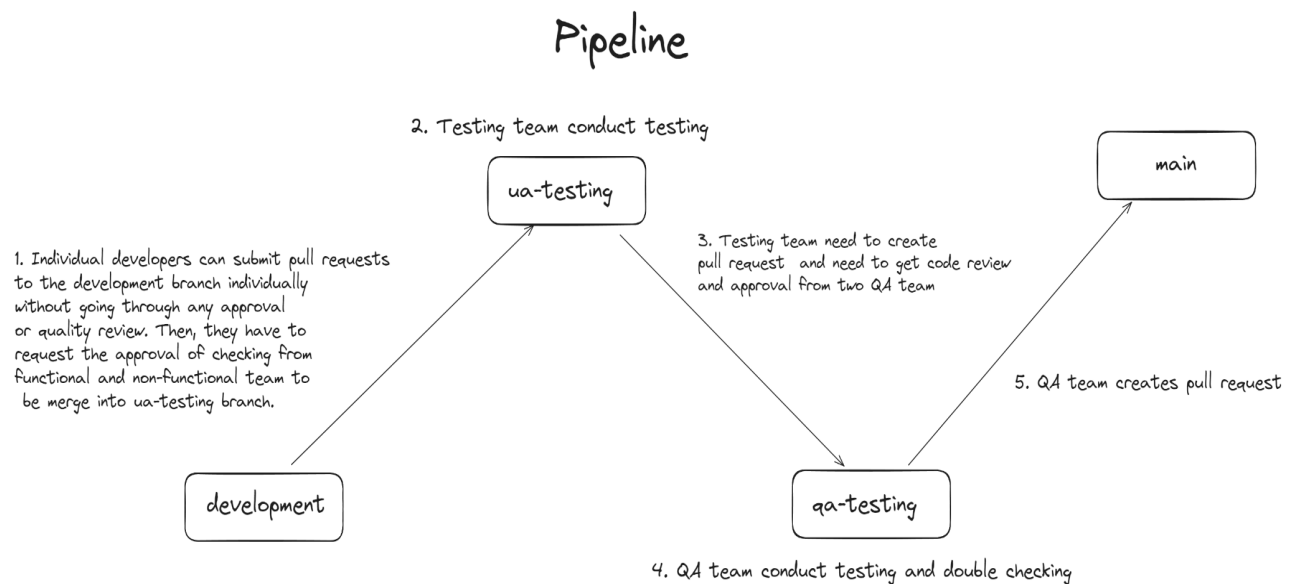 Pipeline
2. Testing team conduct testing
ua-testing
main
1. Individual developers can submit pull requests
to the development branch individually
without going through any approval
or quality review. Then, they have to
request the approval of checking from
functional and non-functional team to
be merge into ua-testing branch.
3. Testing team need to create
pull request and need to get code review
and approval from two QA team
5. QA team creates pull request
development
qa-testing
4. QA team conduct testing and double checking